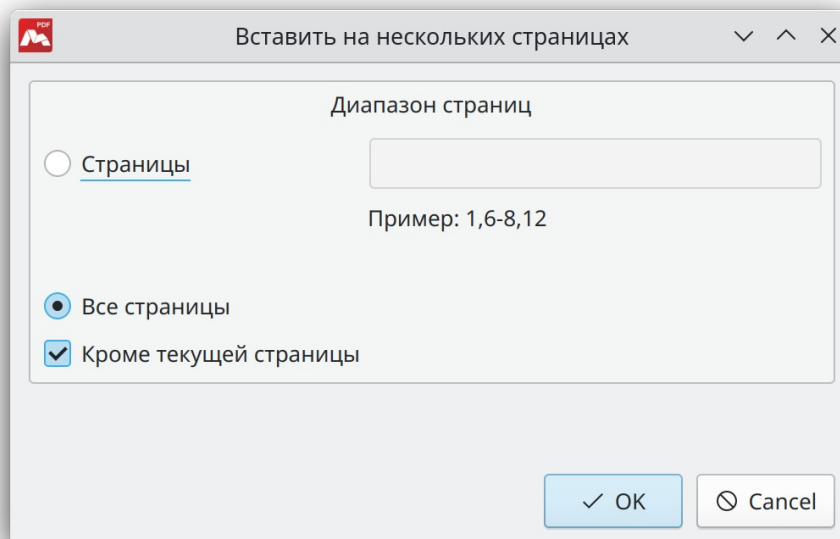 PDF
Вставить на нескольких страницах
Диапазон страниц
Страницы
Пример: 1,6-8,12
Все страницы
Кроме текущей страницы
OK
Cancel